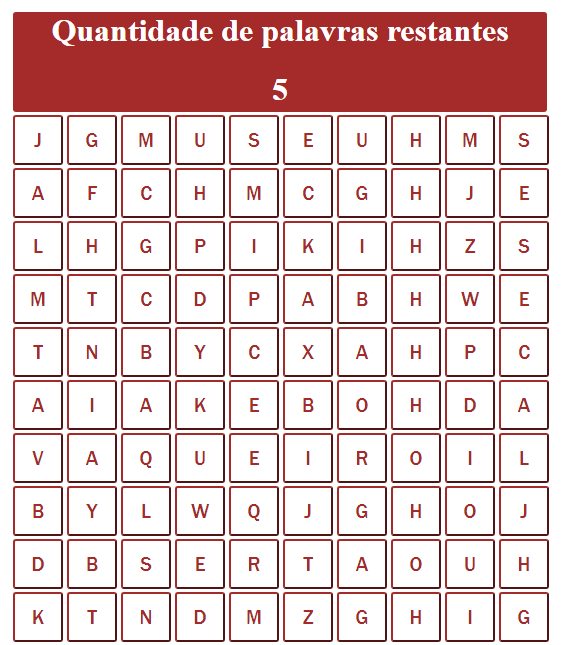 Quantidade de palavras restantes
5
J G M U S E U H M S
A F C H M C G H J E
L H G P I K I H Z S
M T C D P A B H W E
T N B Y C X A H P C
A I A K E B O H D A
V A Q U E I R O I L
B Y L W Q J G H O J
D B S E R T A O U H
K T N D M Z G H I G